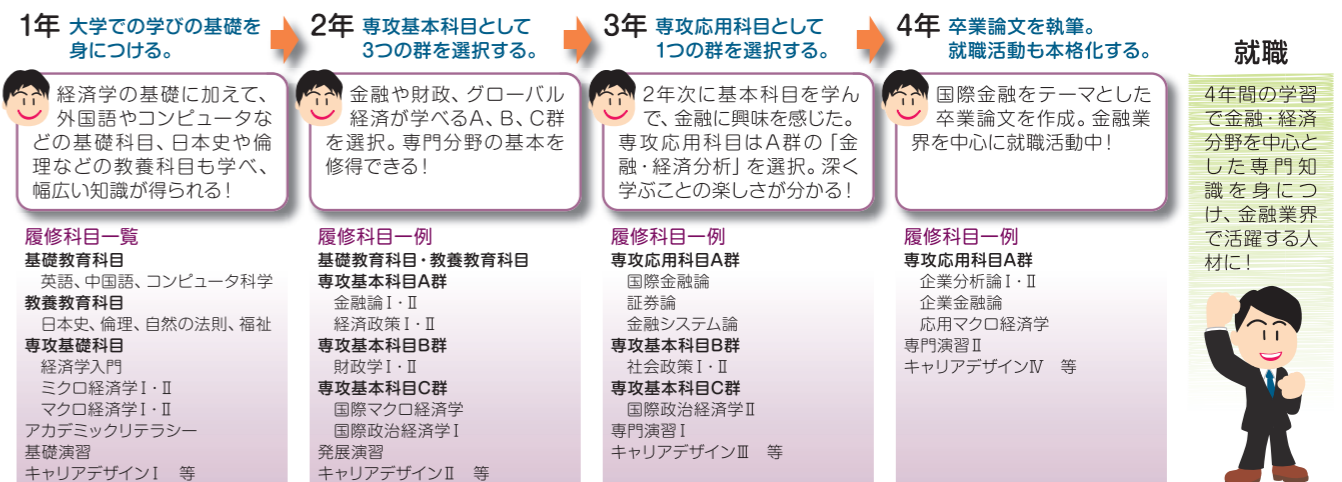 1年 大学での学びの基礎を
身につける。
経済学の基礎に加えて、
外国語やコンピュータな
どの基礎科目、日本史や倫
理などの教養科目も学べ、
幅広い知識が得られる!
履修科目一覧
基礎教育科目
英語、中国語、コンピュータ科学
教養教育科目
日本史、倫理、自然の法則、福祉
専攻基礎科目
経済学入門
ミクロ経済学Ⅰ・Ⅱ
マクロ経済学Ⅰ・Ⅱ
アカデミックリテラシー
基礎演習
キャリアデザインⅠ 等
2年 専攻基本科目として
3つの群を選択する。
金融や財政、グローバル
経済が学べるA、B、C群
を選択。専門分野の基本を
修得できる!
履修科目一例
基礎教育科目・教養教育科目
専攻基本科目A群
金融論Ⅰ・Ⅱ
経済政策Ⅰ・Ⅱ
専攻基本科目B群
財政学Ⅰ・Ⅱ
専攻基本科目C群
国際マクロ経済学
国際政治経済学Ⅰ
発展演習
キャリアデザインⅡ 等
3年 専攻応用科目として
1つの群を選択する。
2年次に基本科目を学ん
で、金融に興味を感じた。
専攻応用科目はA群の「金
融・経済分析」を選択。深く
学ぶことの楽しさが分かる!
履修科目一例
専攻応用科目A群
国際金融論
証券論
金融システム論
専攻基本科目B群
社会政策Ⅰ・Ⅱ
専攻基本科目C群
国際政治経済学Ⅱ
専門演習Ⅰ
キャリアデザインⅢ 等
4年 卒業論文を執筆。
就職活動も本格化する。
国際金融をテーマとした
卒業論文を作成。金融業
界を中心に就職活動中!
履修科目一例
専攻応用科目A群
企業分析論Ⅰ・Ⅱ
企業金融論
応用マクロ経済学
専門演習Ⅱ
キャリアデザインⅣ 等
就職
4年間の学習
で金融・経済
分野を中心と
した専門知
識を身につ
け、金融業界
で活躍する人
材に!